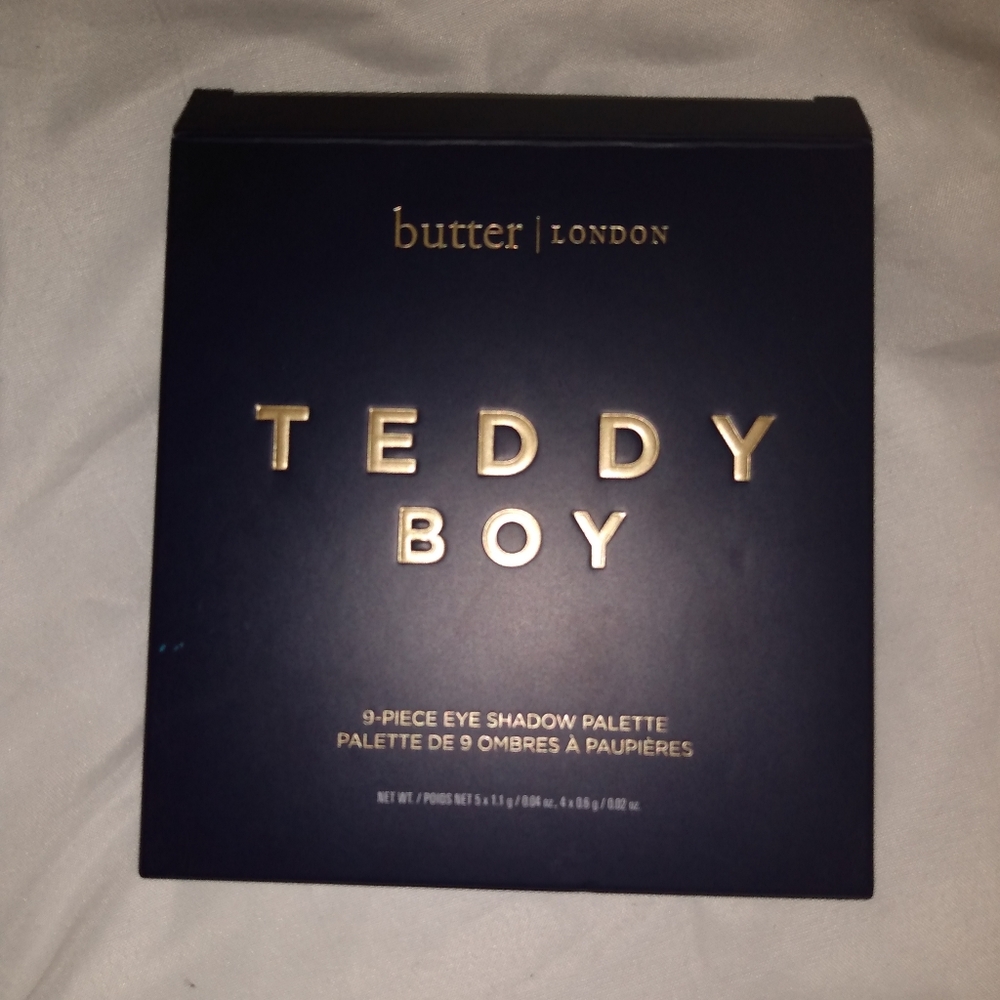 butter | LONDON
TEDDY
BOY
9-PIECE EYE SHADOW PALETTE
PALETTE DE 9 OMBRES À PAUPIÈRES
NET WT. / POIDS NET 5 x 1.1 g / 0.04 oz., 4 x 0.6 g / 0.02 oz.